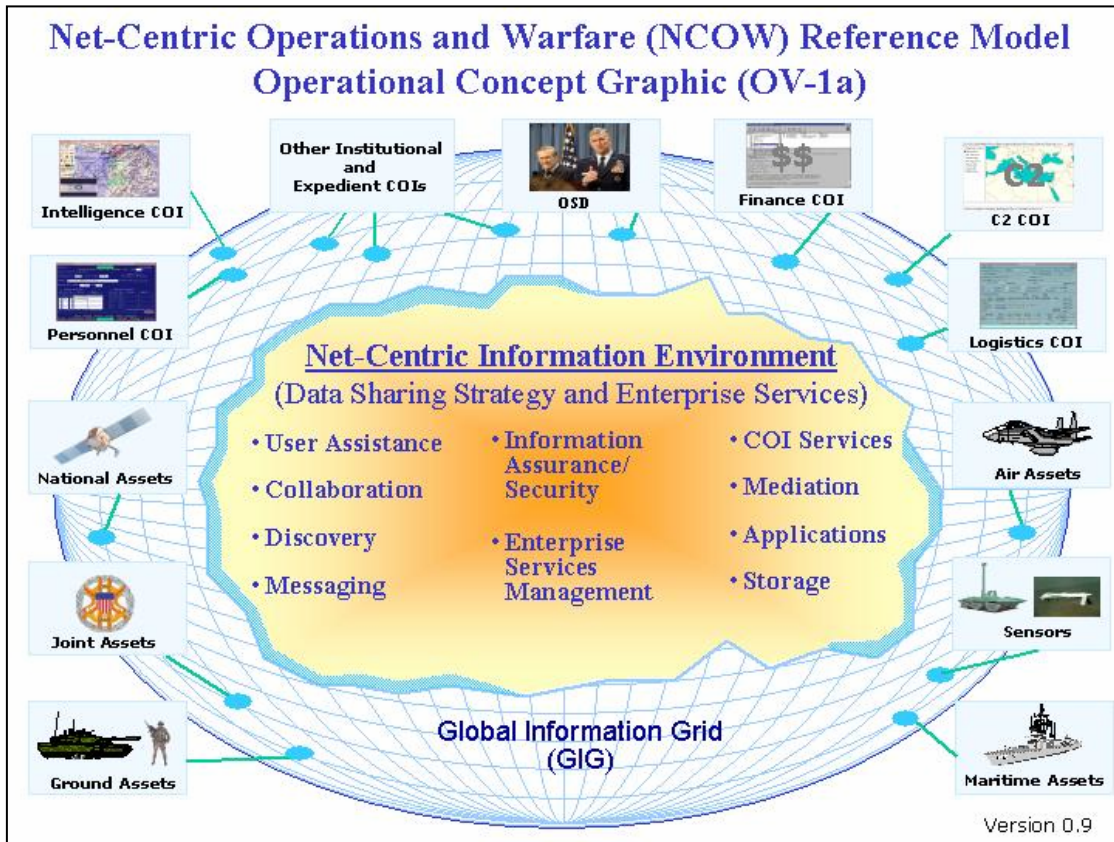 Net-Centric Operations and Warfare (NCOW) Reference Model
Operational Concept Graphic (OV-1a)
Intelligence COI
Other Institutional
and
Expedient COIs
OSD
$$
Finance COI
C2
C2 COI
Personnel COI
Logistics COI
Net-Centric Information Environment
(Data Sharing Strategy and Enterprise Services)
• User Assistance
• Collaboration
• Discovery
• Messaging
• Information
Assurance/
Security
• Enterprise
Services
Management
• COI Services
• Mediation
• Applications
• Storage
National Assets
Air Assets
Joint Assets
Sensors
Ground Assets
Maritime Assets
Global Information Grid
(GIG)
Version 0.9